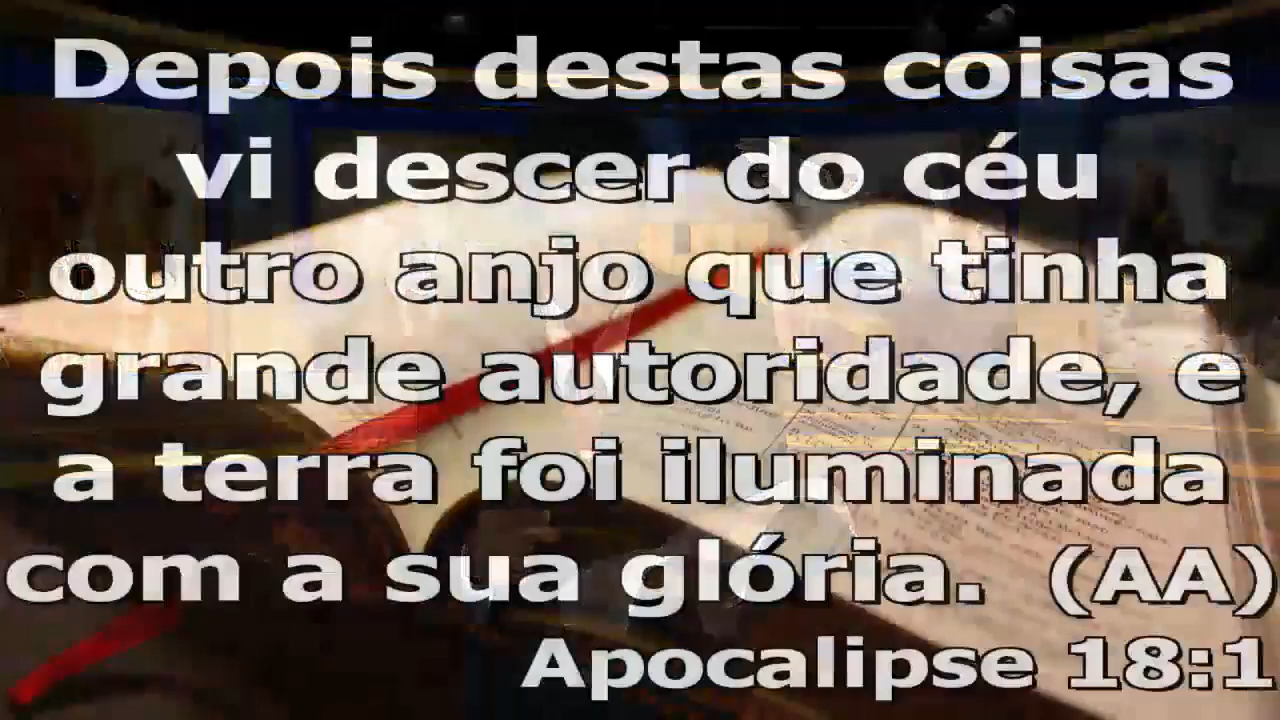 Depois destas coisas
vi descer do céu
outro anjo que tinha
grande autoridade, e
a terra foi iluminada
com a sua glória. (AA)
Apocalipse 18:1